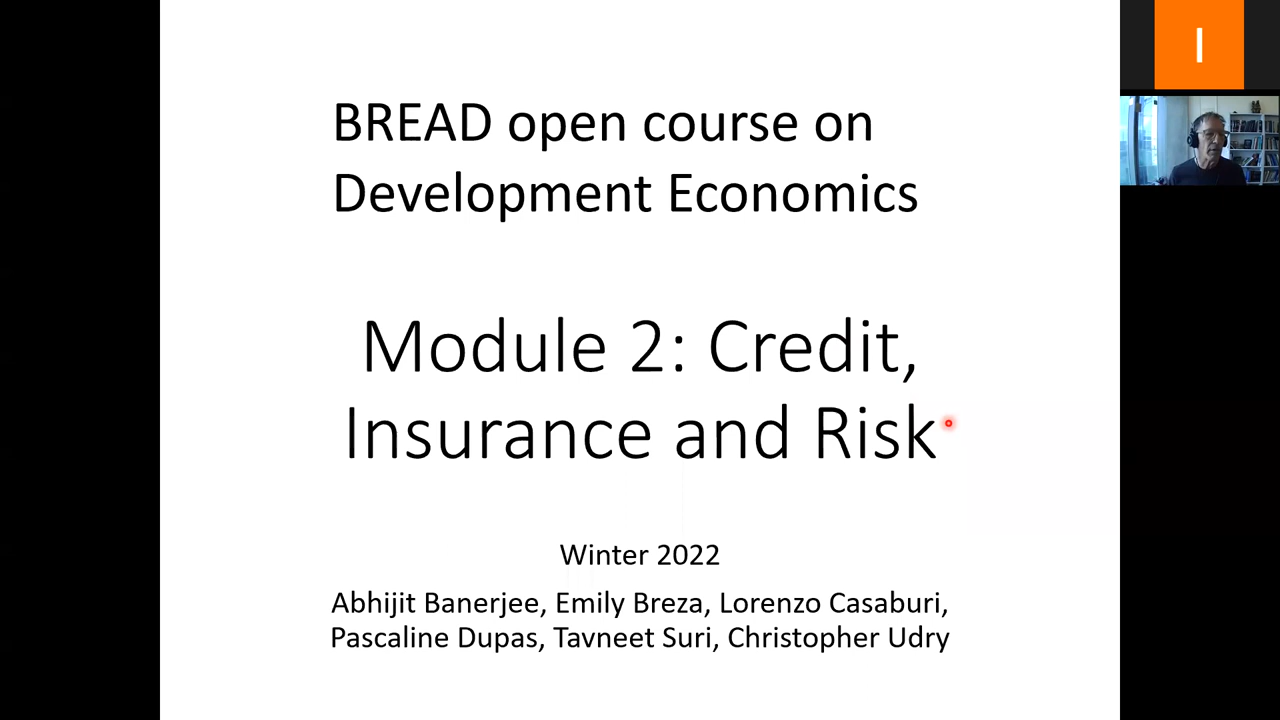 BREAD open course on
Development Economics
Module 2: Credit,
Insurance and Risk
Winter 2022
Abhijit Banerjee, Emily Breza, Lorenzo Casaburi,
Pascaline Dupas, Tavneet Suri, Christopher Udry
I